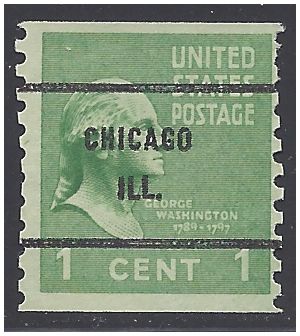 UNITED
STATES
POSTAGE
CHICAGO
ILL.
GEORGE
WASHINGTON
1789-1797
1 CENT 1